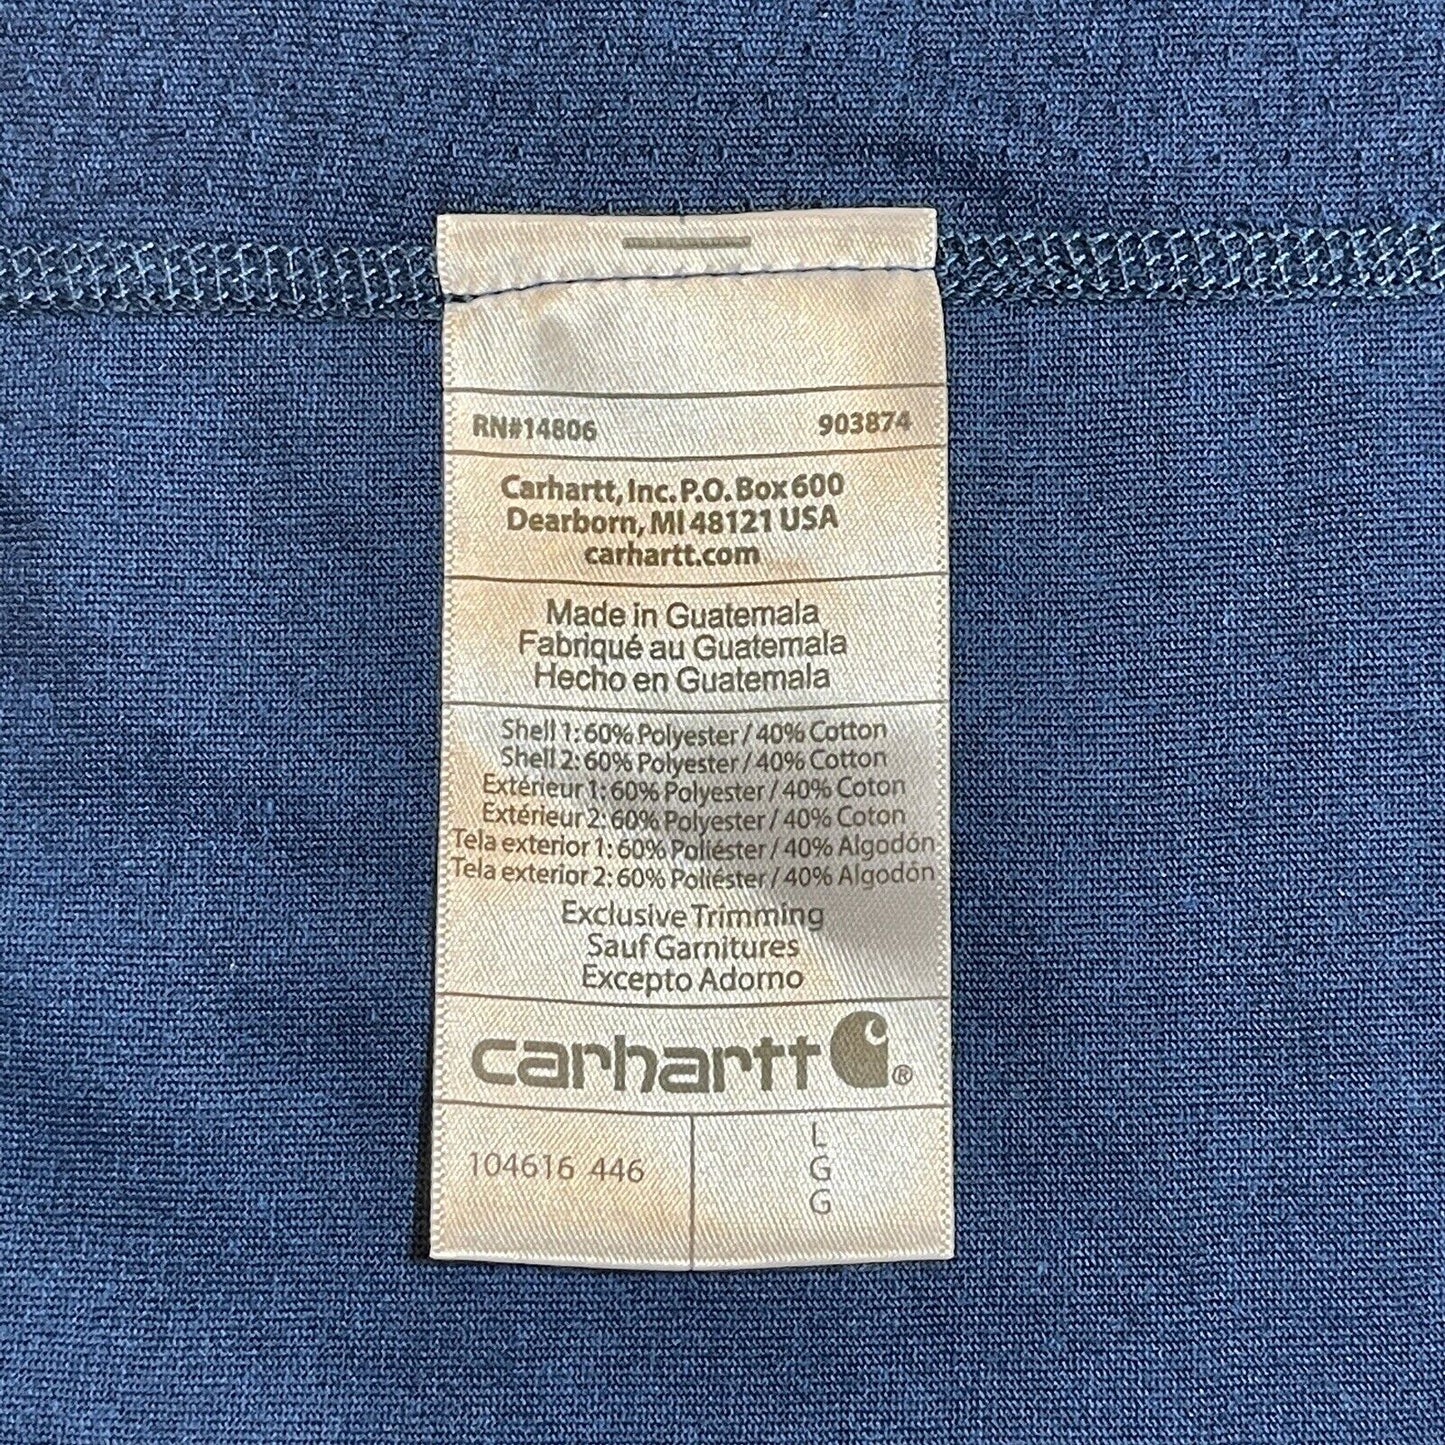 RN#14806 903874
Carhartt, Inc. P.O. Box 600
Dearborn, MI 48121 USA
carhartt.com
Made in Guatemala
Fabriqué au Guatemala
Hecho en Guatemala
Shell 1: 60% Polyester / 40% Cotton
Shell 2: 60% Polyester / 40% Cotton
Extérieur 1: 60% Polyester / 40% Coton
Extérieur 2: 60% Polyester / 40% Coton
Tela exterior 1: 60% Poliéster / 40% Algodón
Tela exterior 2: 60% Poliéster / 40% Algodón
Exclusive Trimming
Sauf Garnitures
Excepto Adorno
carhartt ®
104616 446
L
G
G